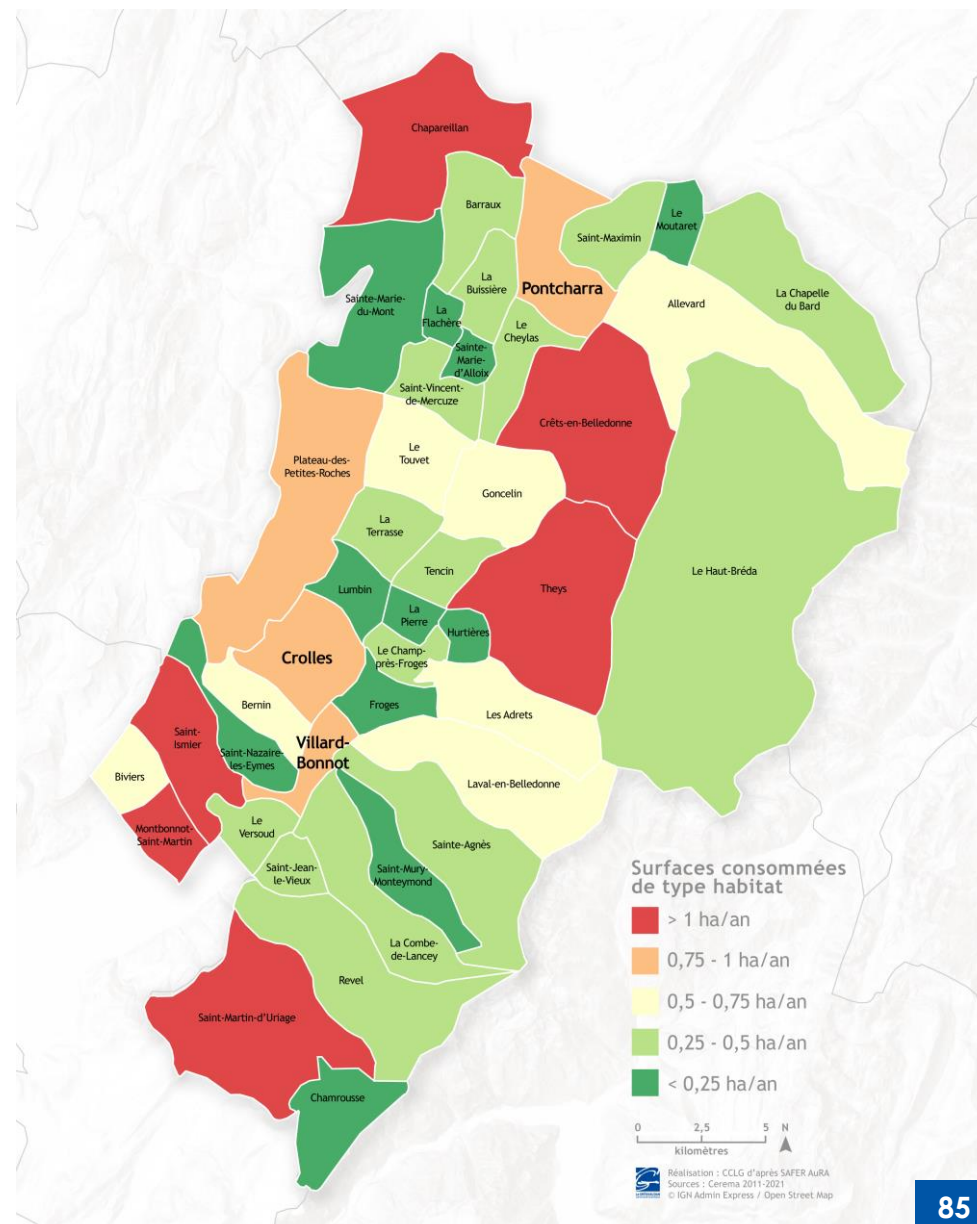 Chapareillan
Barraux
Le
Moutaret
Saint-Maximin
La
Buissière
Pontcharra
La Chapelle
du Bard
Allevard
Sainte-Marie-
du-Mont
La
Flachère
Le
Cheylas
Sainte-
Marie-
d'Alloix
Saint-Vincent-
de-Mercuze
Crêts-en-Belledonne
Le
Touvet
Plateau-des-
Petites-Roches
Goncelin
La
Terrasse
Tencin
Le Haut-Bréda
Lumbin
Theys
La
Pierre
Hurtières
Crolles
Le Champ-
près-Froges
Bernin
Froges
Les Adrets
Saint-
Ismier
Villard-
Bonnot
Saint-Nazaire-
les-Eymes
Biviers
Laval-en-Belledonne
Montbonnot-
Saint-Martin
Le
Versoud
Sainte-Agnès
Saint-Jean-
le-Vieux
Saint-Mury-
Monteymond
La Combe-
de-Lancey
Revel
Saint-Martin-d'Uriage
Chamrousse
Surfaces consommées
de type habitat
> 1 ha/an
0,75 - 1 ha/an
0,5 - 0,75 ha/an
0,25 - 0,5 ha/an
< 0,25 ha/an
0 2,5 5 N
kilomètres
Réalisation : CCLG d'après SAFER AuRA
Sources : Cerema 2011-2021
© IGN Admin Express / Open Street Map
85